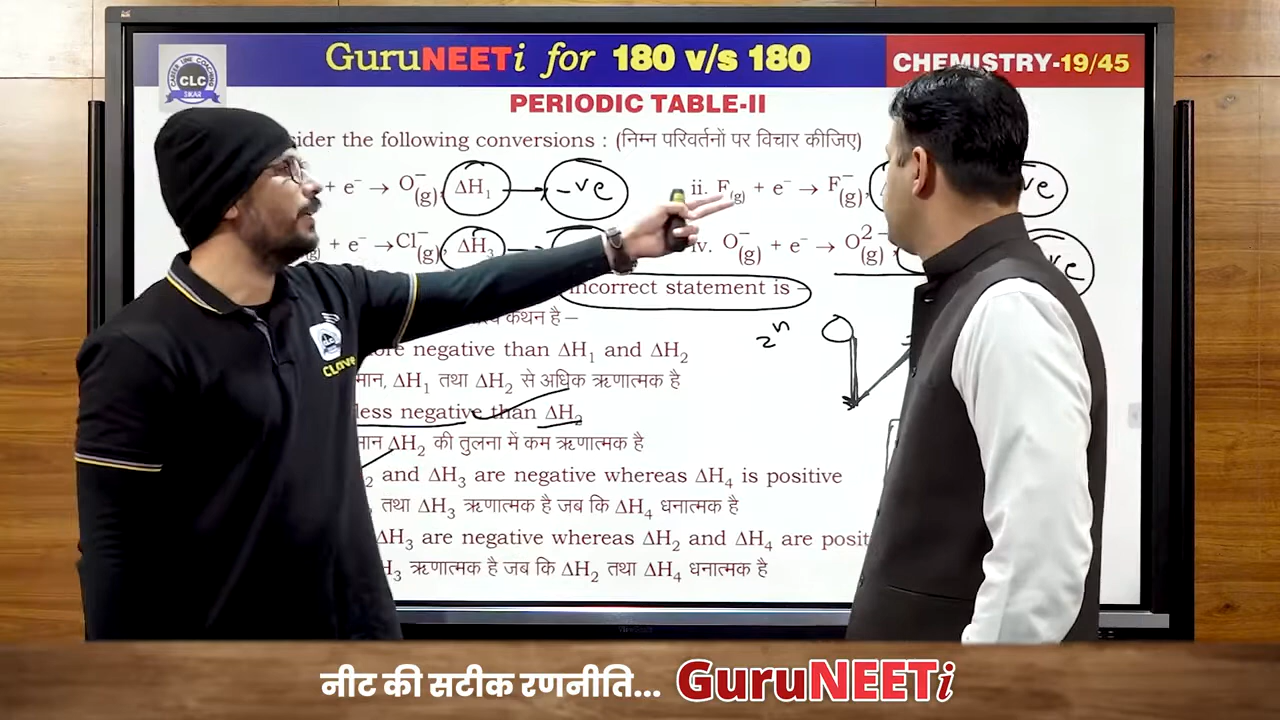 GuruNEETi for 180 v/s 180
CHEMISTRY-19/45
CLC
SIKAR
PERIODIC TABLE-II
the following conversions : (निम्न परिवर्तनों पर विचार कीजिए)
+ e⁻ → O⁻(g), ΔH₁ → -ve
ii. F(g) + e⁻ → F⁻(g), ve
(g) + e⁻ → Cl⁻(g), ΔH₃
iv. O⁻(g) + e⁻ → O²⁻(g), ve
incorrect statement is –
कथन है –
negative than ΔH₁ and ΔH₂
मान, ΔH₁ तथा ΔH₂ से अधिक ऋणात्मक है
less negative than ΔH₂
मान ΔH₂ की तुलना में कम ऋणात्मक है
and ΔH₃ are negative whereas ΔH₄ is positive
तथा ΔH₃ ऋणात्मक है जब कि ΔH₄ धनात्मक है
ΔH₃ are negative whereas ΔH₂ and ΔH₄ are posit
H₃ ऋणात्मक है जब कि ΔH₂ तथा ΔH₄ धनात्मक है
CLOVE
नीट की सटीक रणनीति... GuruNEETi